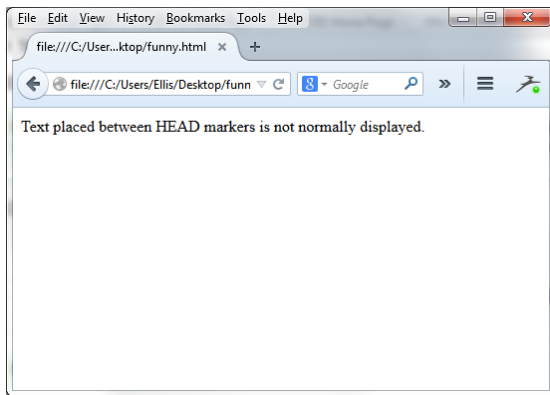 File Edit View History Bookmarks Tools Help
file:///C:/User...ktop/funny.html × +
file:///C:/Users/Ellis/Desktop/funn 8 Google »
Text placed between HEAD markers is not normally displayed.